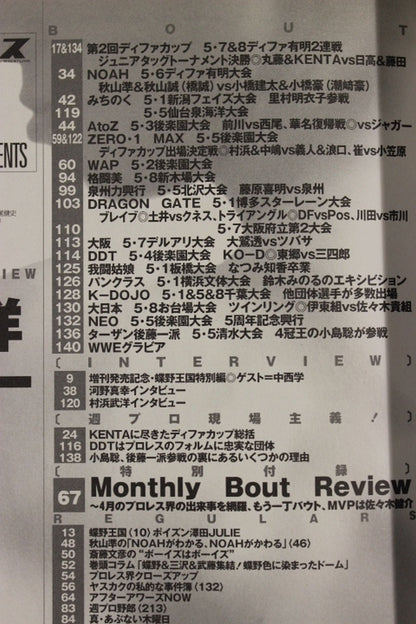 BOUT
17&134 第2回ディファカップ 5・7&8ディファ有明2連戦
ジュニアタッグトーナメント決勝◎丸藤&KENTAvs日高&藤田
34 NOAH 5・6ディファ有明大会
秋山準&秋山誠(橋誠)vs小橋建太&小橋豪(潮﨑豪)
42 みちのく 5・1新潟フェイズ大会 里村明衣子参戦
119 5・5仙台泉海洋大会
44 AtoZ 5・3後楽園大会 前川vs西尾、華名復帰戦◎vsジャガー
59&122 ZERO-1 MAX 5・5後楽園大会
ディファカップ出場決定戦◎村浜&中嶋vs義人&浪口、崔vs小笠原
60 WAP 5・2後楽園大会
94 格闘美 5・8新木場大会
99 泉州力興行 5・5北沢大会 藤原喜明vs泉州
103 DRAGON GATE 5・1博多スターレーン大会
ブレイブ◎土井vsクネス、トライアングル◎DFvsPos、川田vs市川
110 5・7大阪府立第2大会
113 大阪 5・7デルアリ大会 大鷲透vsツバサ
114 DDT 5・4後楽園大会 KO-D◎東郷vs三四郎
125 我闘姑娘 5・1板橋大会 なつみ知香卒業
126 パンクラス 5・1横浜文体大会 鈴木みのるのエキシビション
128 K-DOJO 5・1&5&8千葉大会 他団体選手が多数出場
130 大日本 5・8お台場大会 ツインリング◎伊東組vs佐々木貴組
132 NEO 5・5後楽園大会 5周年記念興行
136 ターザン後藤一派 5・5清水大会 4冠王の小島聡が参戦
140 WWEグラビア
〔INTERVIEW〕
9 増刊発売記念・蝶野王国特別編◎ゲスト=中西学
38 河野真幸インタビュー
120 村浜武洋インタビュー
〔週プロ現場主義!〕
24 KENTAに尽きたディファカップ総括
116 DDTはプロレスのフォルムに忠実な団体
138 小島聡、後藤一派参戦の裏にあるいくつかの理由
〔特別付録〕
67 Monthly Bout Review
〜4月のプロレス界の出来事を網羅、もう一丁バウト、MVPは佐々木健介
REGULARS
13 蝶野王国(10)ポイズン澤田JULIE
48 秋山準の「NOAHがわかる、NOAHがかわる」(46)
50 斎藤文彦の"ボーイズはボーイズ"
52 巻頭コラム「蝶野&三沢&武藤集結!蝶野色に染まったドーム」
54 プロレス界クローズアップ
56 ヤスカクの私的な事件簿(132)
64 アフターアワーズNOW
83 週プロ野郎(213)
84 真・あぶない木曜日
ENTS
VIEW